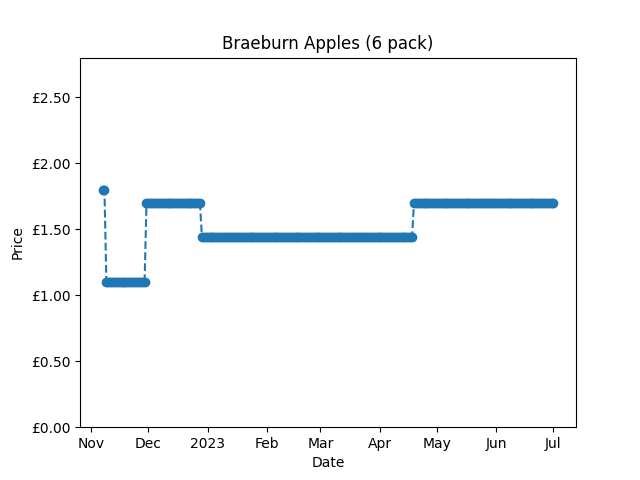 Braeburn Apples (6 pack)
£2.50
£2.00
£1.50
£1.00
£0.50
£0.00
Price
Nov Dec 2023 Feb Mar Apr May Jun Jul
Date